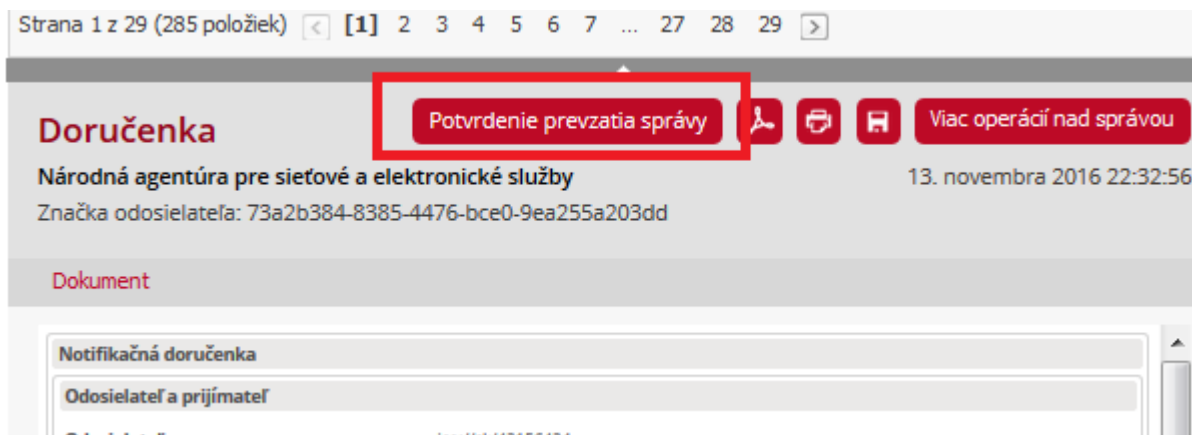 Strana 1 z 29 (285 položiek) [1] 2 3 4 5 6 7 ... 27 28 29
Doručenka
Potvrdenie prevzatia správy
Viac operácií nad správou
Národná agentúra pre sieťové a elektronické služby
13. novembra 2016 22:32:56
Značka odosielateľa: 73a2b384-8385-4476-bce0-9ea255a203dd
Dokument
Notifikačná doručenka
Odosielateľ a prijímateľ